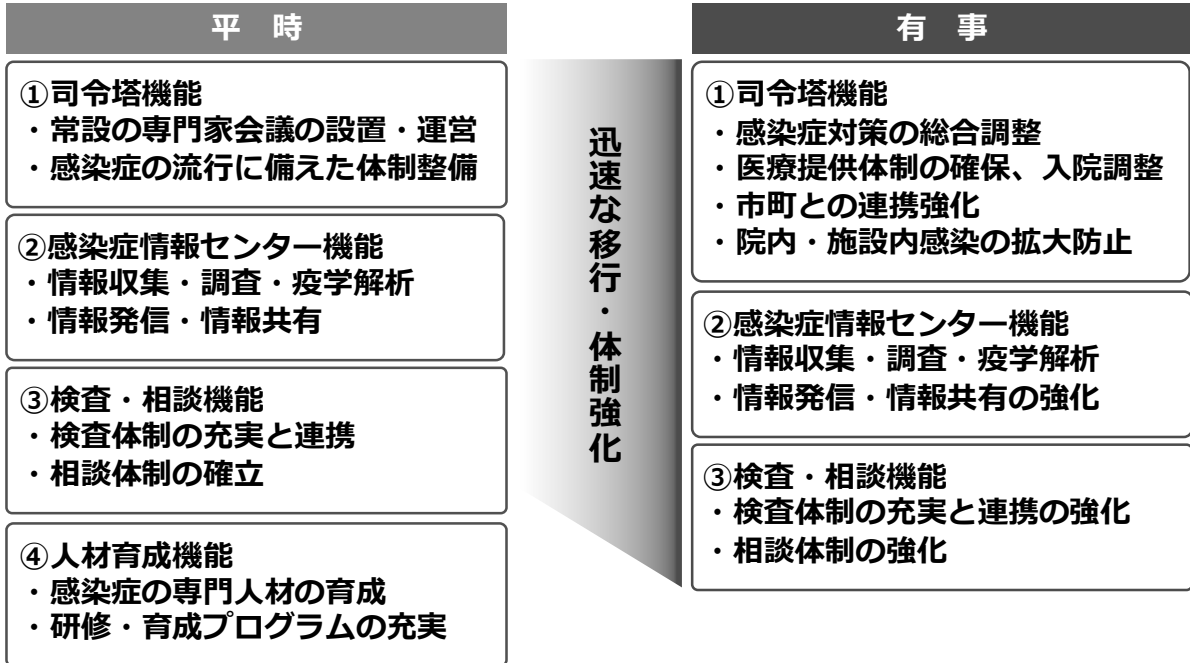 平 時
①司令塔機能
・常設の専門家会議の設置・運営
・感染症の流行に備えた体制整備
②感染症情報センター機能
・情報収集・調査・疫学解析
・情報発信・情報共有
③検査・相談機能
・検査体制の充実と連携
・相談体制の確立
④人材育成機能
・感染症の専門人材の育成
・研修・育成プログラムの充実
迅速な移行・体制強化
有 事
①司令塔機能
・感染症対策の総合調整
・医療提供体制の確保、入院調整
・市町との連携強化
・院内・施設内感染の拡大防止
②感染症情報センター機能
・情報収集・調査・疫学解析
・情報発信・情報共有の強化
③検査・相談機能
・検査体制の充実と連携の強化
・相談体制の強化